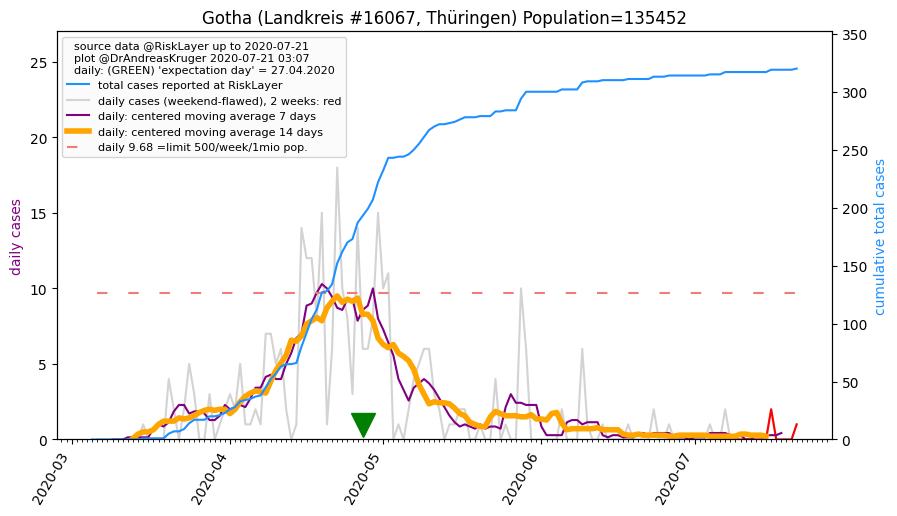 Gotha (Landkreis #16067, Thüringen) Population=135452
source data @RiskLayer up to 2020-07-21
plot @DrAndreasKruger 2020-07-21 03:07
daily: (GREEN) 'expectation day' = 27.04.2020
total cases reported at RiskLayer
daily cases (weekend-flawed), 2 weeks: red
daily: centered moving average 7 days
daily: centered moving average 14 days
daily 9.68 =limit 500/week/1mio pop.
daily cases
25
20
15
10
5
0
350
300
250
200
150
100
50
0
cumulative total cases
2020-03
2020-04
2020-05
2020-06
2020-07